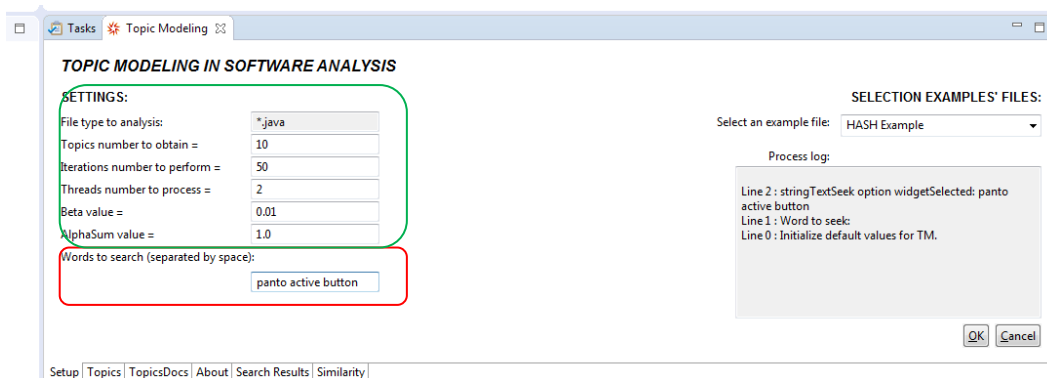 Tasks Topic Modeling
TOPIC MODELING IN SOFTWARE ANALYSIS
SETTINGS:
File type to analysis: *.java
Topics number to obtain = 10
Iterations number to perform = 50
Threads number to process = 2
Beta value = 0.01
AlphaSum value = 1.0
Words to search (separated by space):
panto active button
SELECTION EXAMPLES' FILES:
Select an example file: HASH Example
Process log:
Line 2 : stringTextSeek option widgetSelected: panto
active button
Line 1 : Word to seek:
Line 0 : Initialize default values for TM.
OK Cancel
Setup Topics TopicsDocs About Search Results Similarity